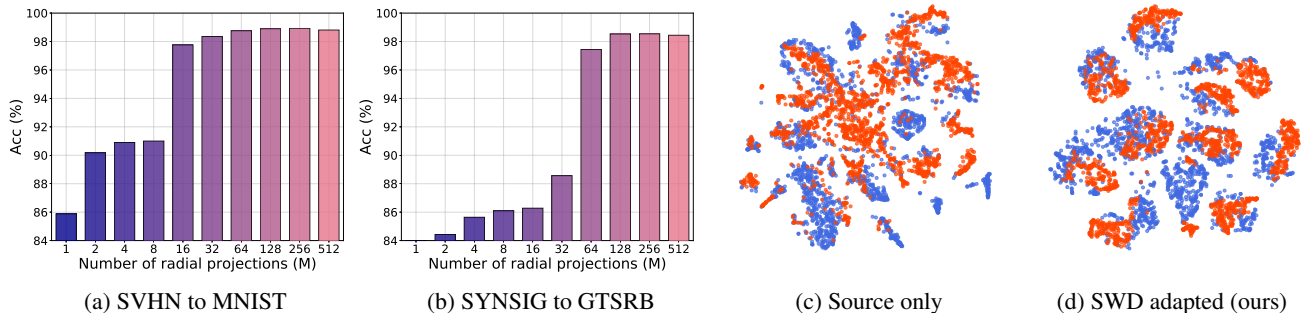 100
98
96
94
92
90
88
86
84
Acc (%)
1 2 4 8 16 32 64 128 256 512
Number of radial projections (M)
(a) SVHN to MNIST
100
98
96
94
92
90
88
86
84
Acc (%)
1 2 4 8 16 32 64 128 256 512
Number of radial projections (M)
(b) SYNSIG to GTSRB
(c) Source only
(d) SWD adapted (ours)